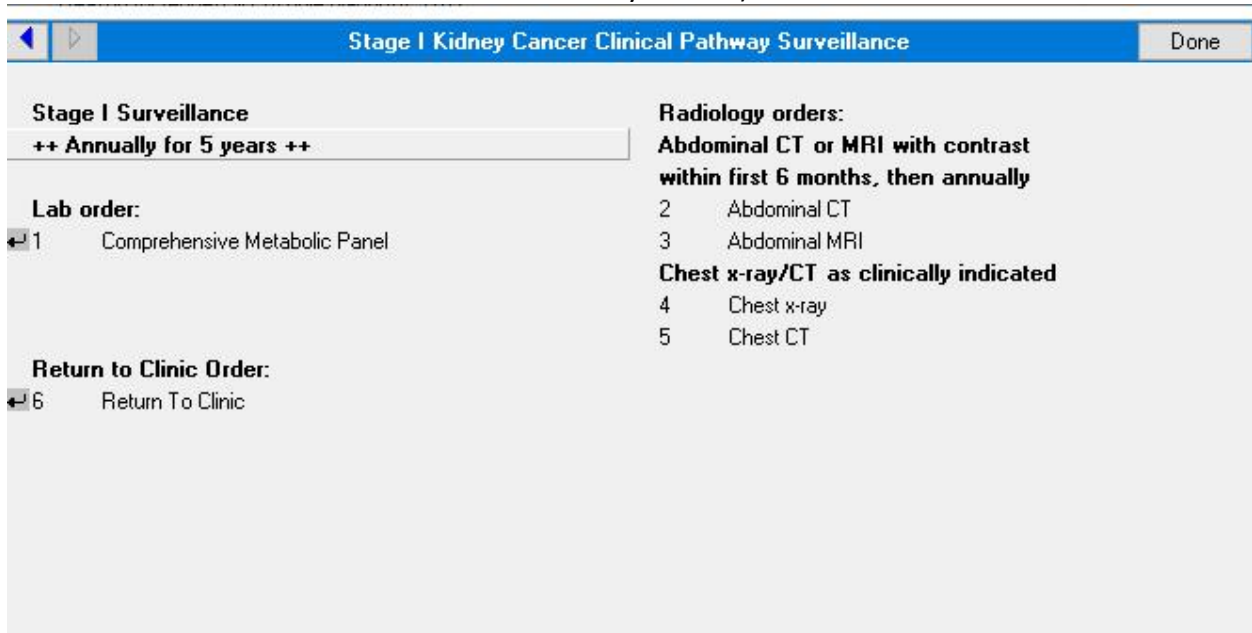 Stage I Kidney Cancer Clinical Pathway Surveillance
Done
Stage I Surveillance
++ Annually for 5 years ++
Lab order:
1 Comprehensive Metabolic Panel
Return to Clinic Order:
6 Return To Clinic
Radiology orders:
Abdominal CT or MRI with contrast
within first 6 months, then annually
2 Abdominal CT
3 Abdominal MRI
Chest x-ray/CT as clinically indicated
4 Chest x-ray
5 Chest CT